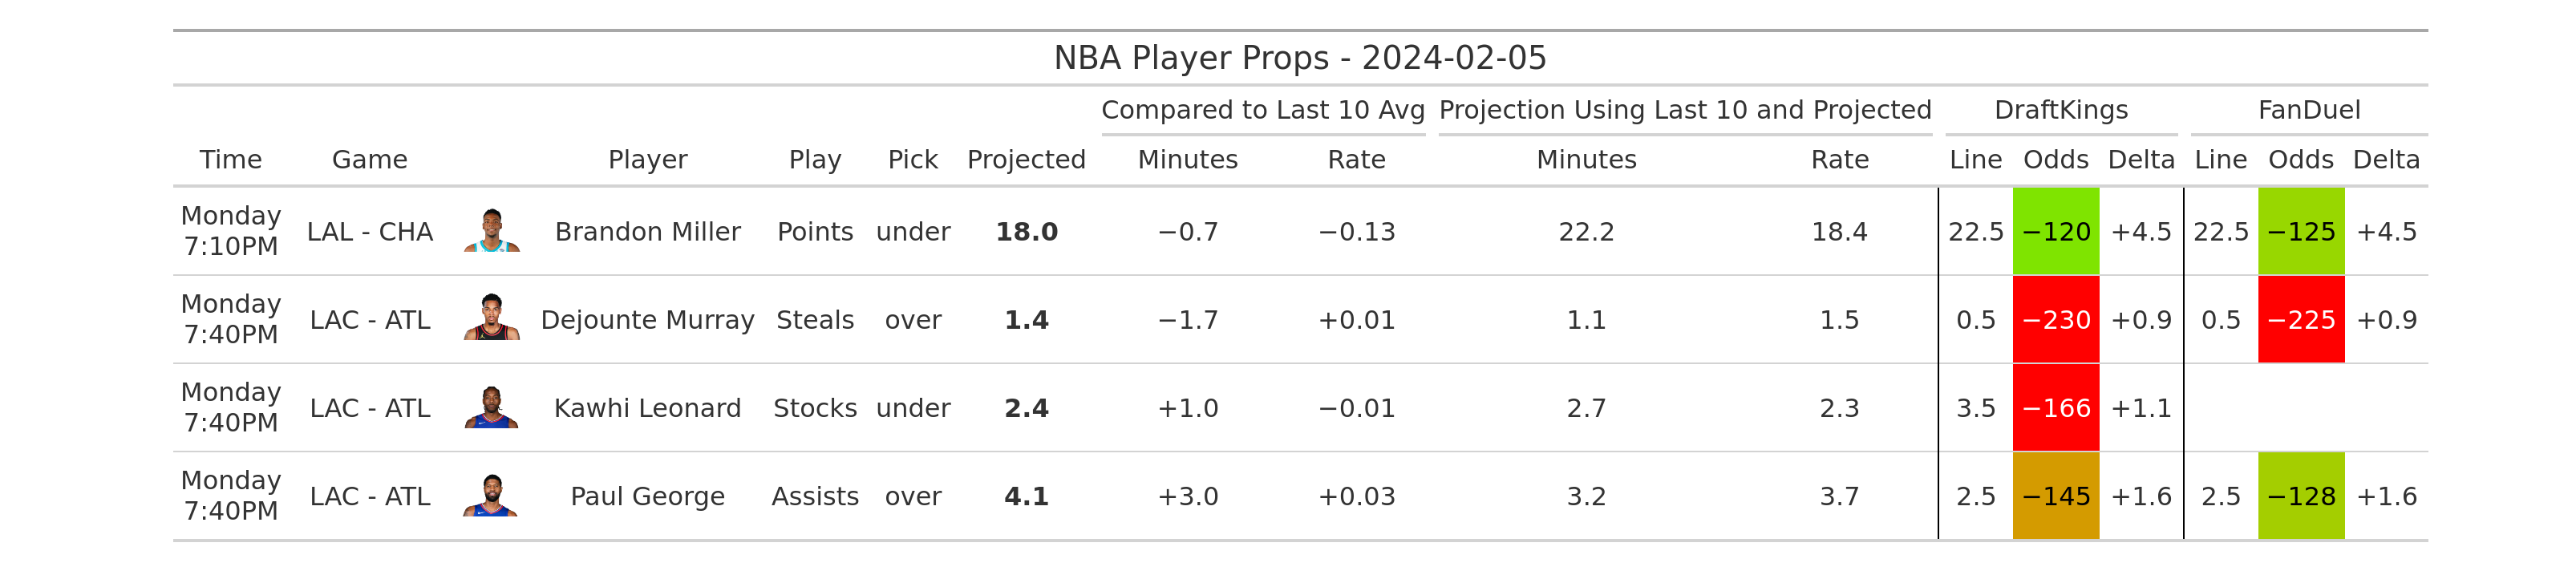 NBA Player Props - 2024-02-05
Compared to Last 10 Avg Projection Using Last 10 and Projected DraftKings FanDuel
Time Game Player Play Pick Projected Minutes Rate Minutes Rate Line Odds Delta Line Odds Delta
Monday
7:10PM LAL - CHA Brandon Miller Points under 18.0 −0.7 −0.13 22.2 18.4 22.5 −120 +4.5 22.5 −125 +4.5
Monday
7:40PM LAC - ATL Dejounte Murray Steals over 1.4 −1.7 +0.01 1.1 1.5 0.5 −230 +0.9 0.5 −225 +0.9
Monday
7:40PM LAC - ATL Kawhi Leonard Stocks under 2.4 +1.0 −0.01 2.7 2.3 3.5 −166 +1.1
Monday
7:40PM LAC - ATL Paul George Assists over 4.1 +3.0 +0.03 3.2 3.7 2.5 −145 +1.6 2.5 −128 +1.6